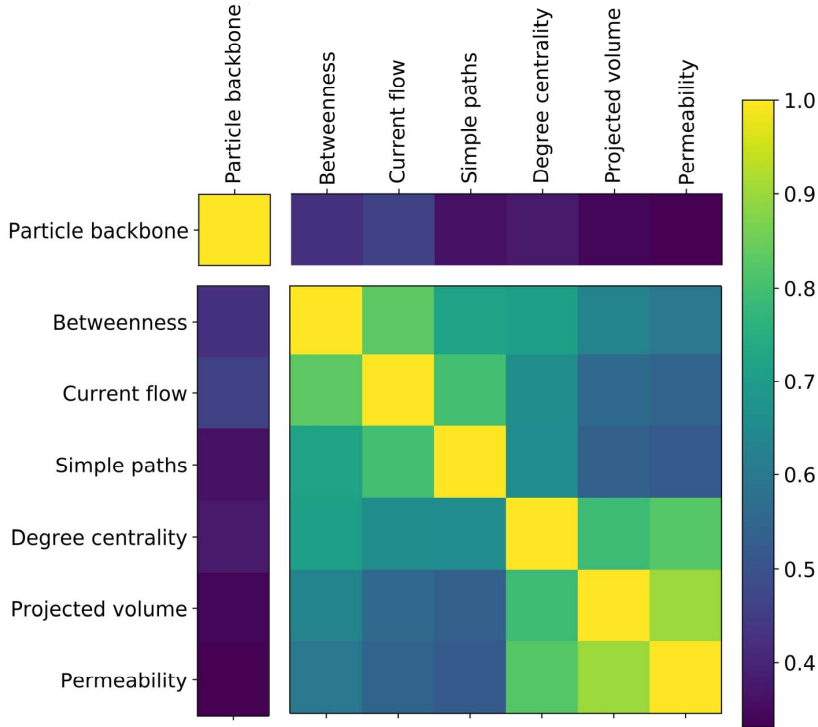 Particle backbone
Betweenness
Current flow
Simple paths
Degree centrality
Projected volume
Permeability
Particle backbone
Betweenness
Current flow
Simple paths
Degree centrality
Projected volume
Permeability
1.0
0.9
0.8
0.7
0.6
0.5
0.4